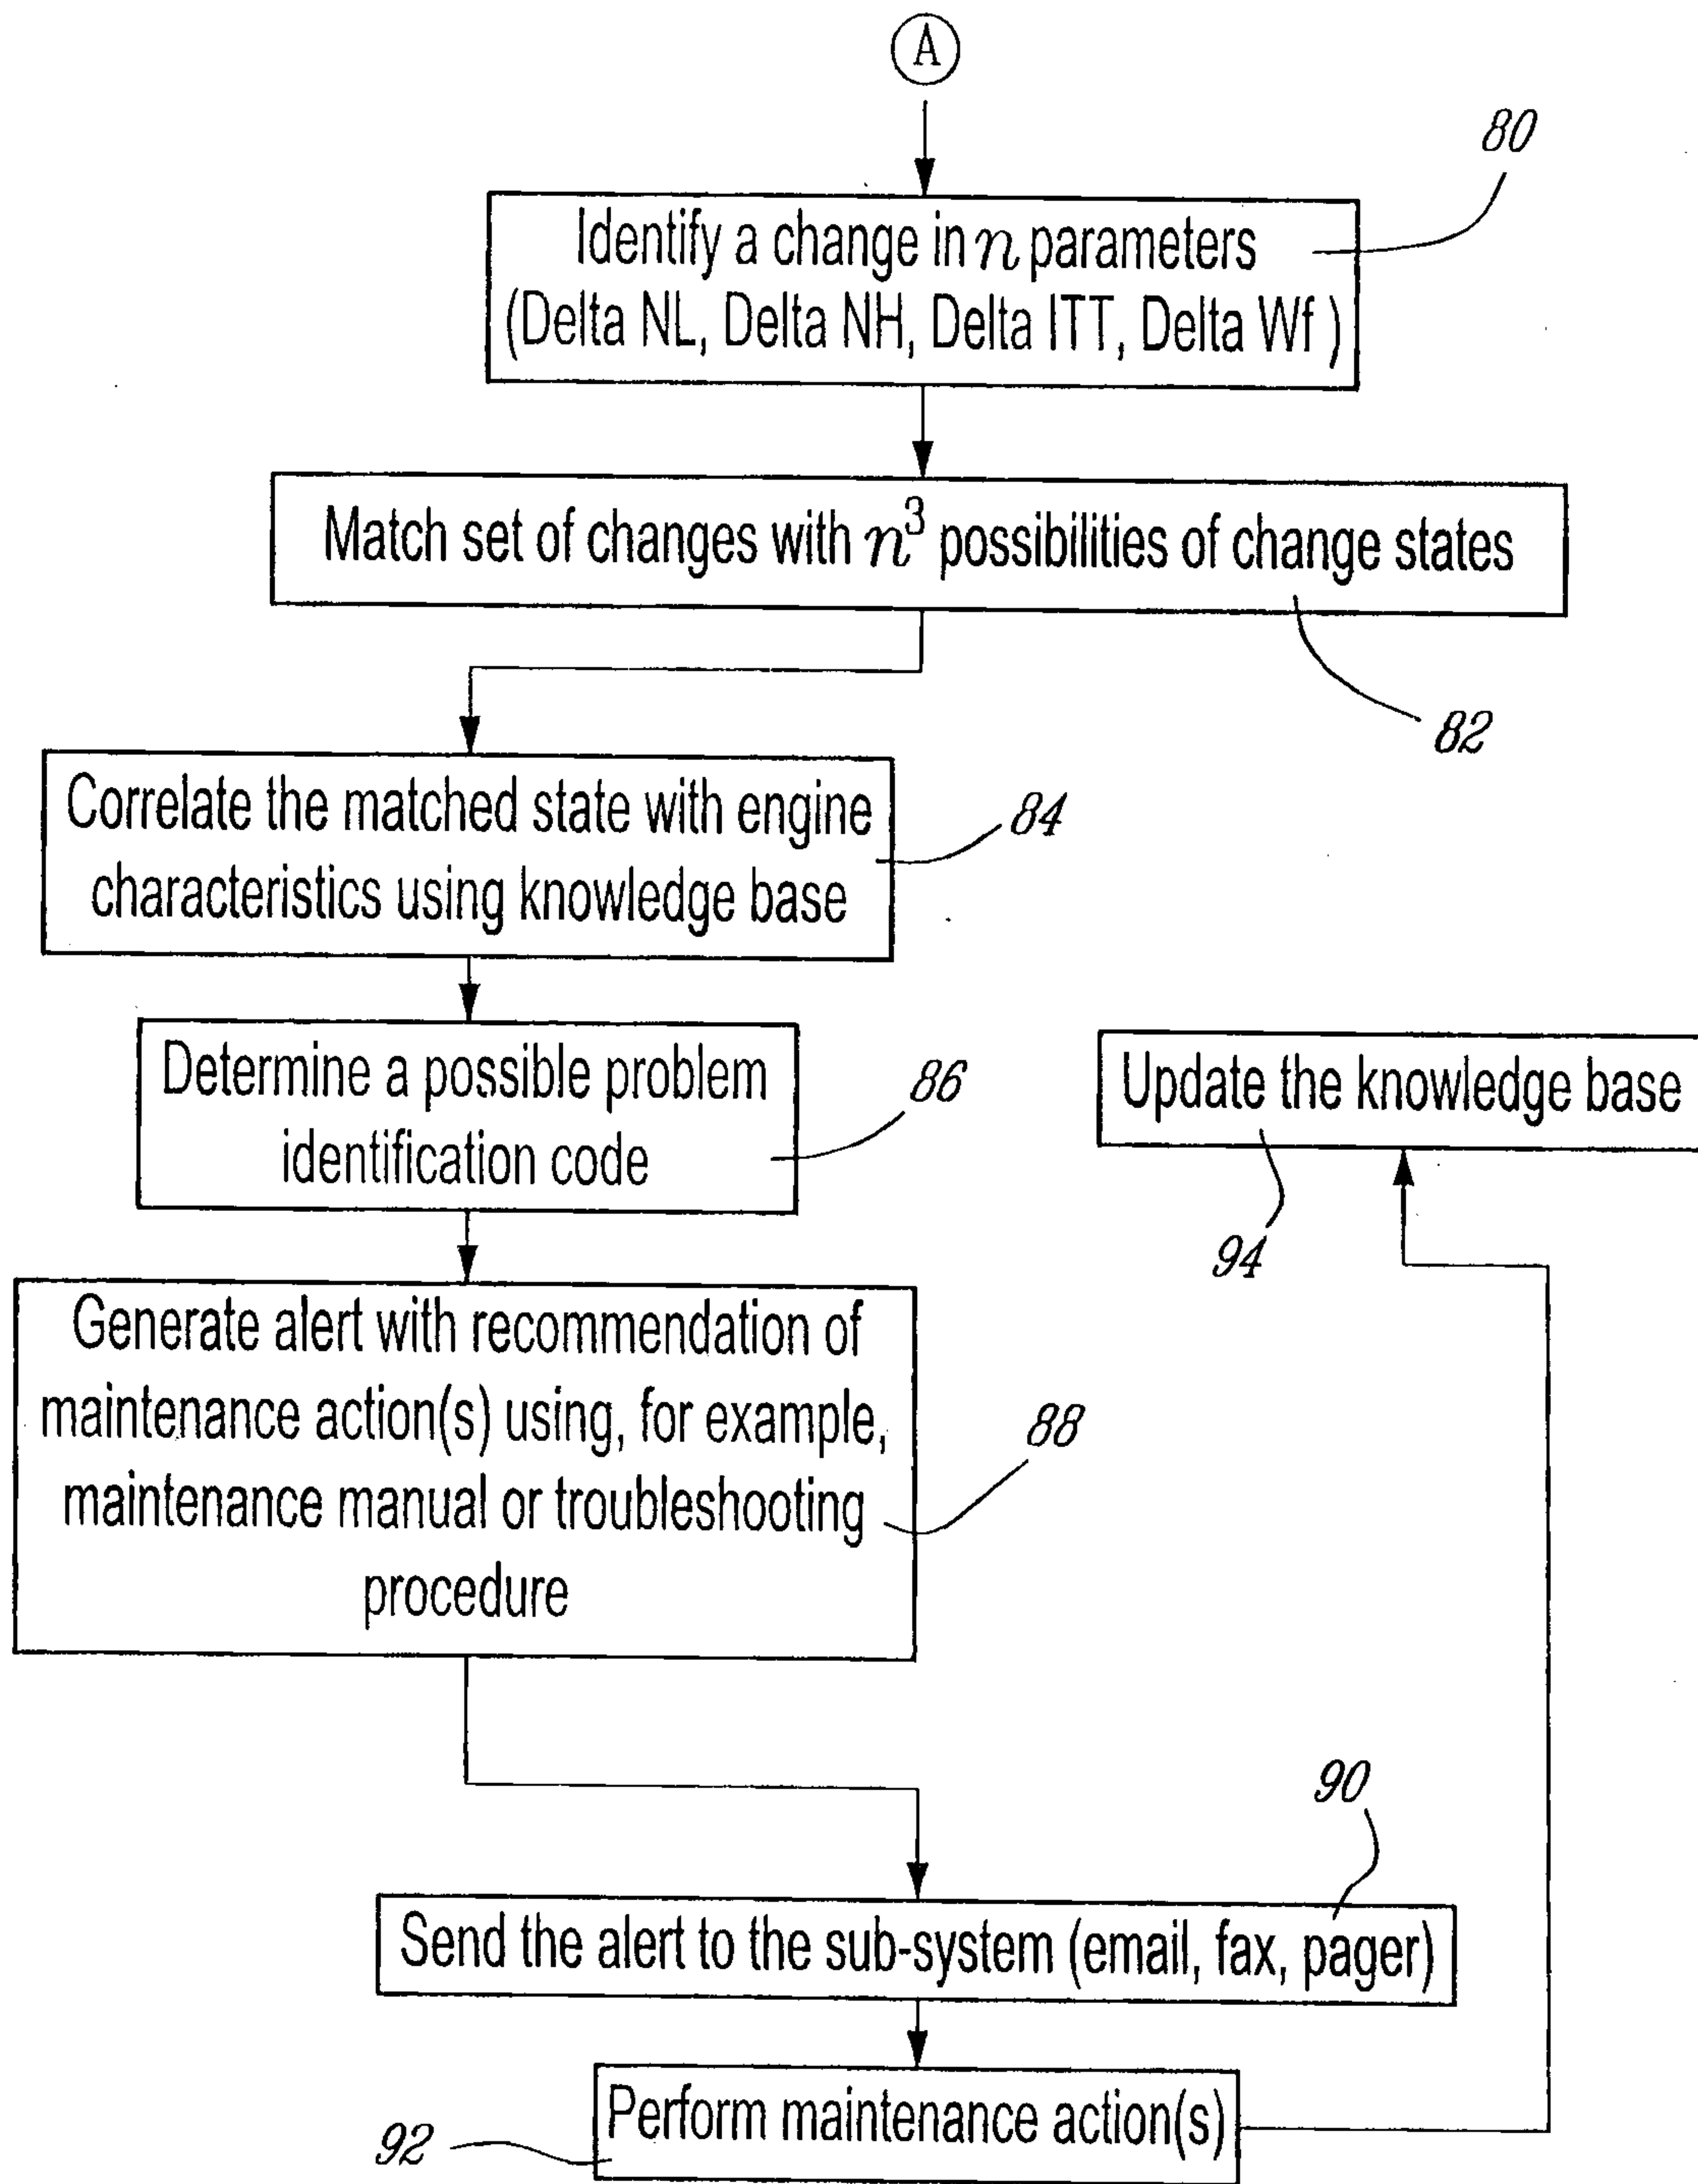 A
80
Identify a change in n parameters
(Delta NL, Delta NH, Delta ITT, Delta Wf )
Match set of changes with n³ possibilities of change states
82
Correlate the matched state with engine
characteristics using knowledge base
84
Determine a possible problem
identification code
86
Update the knowledge base
94
Generate alert with recommendation of
maintenance action(s) using, for example,
maintenance manual or troubleshooting
procedure
88
90
Send the alert to the sub-system (email, fax, pager)
Perform maintenance action(s)
92